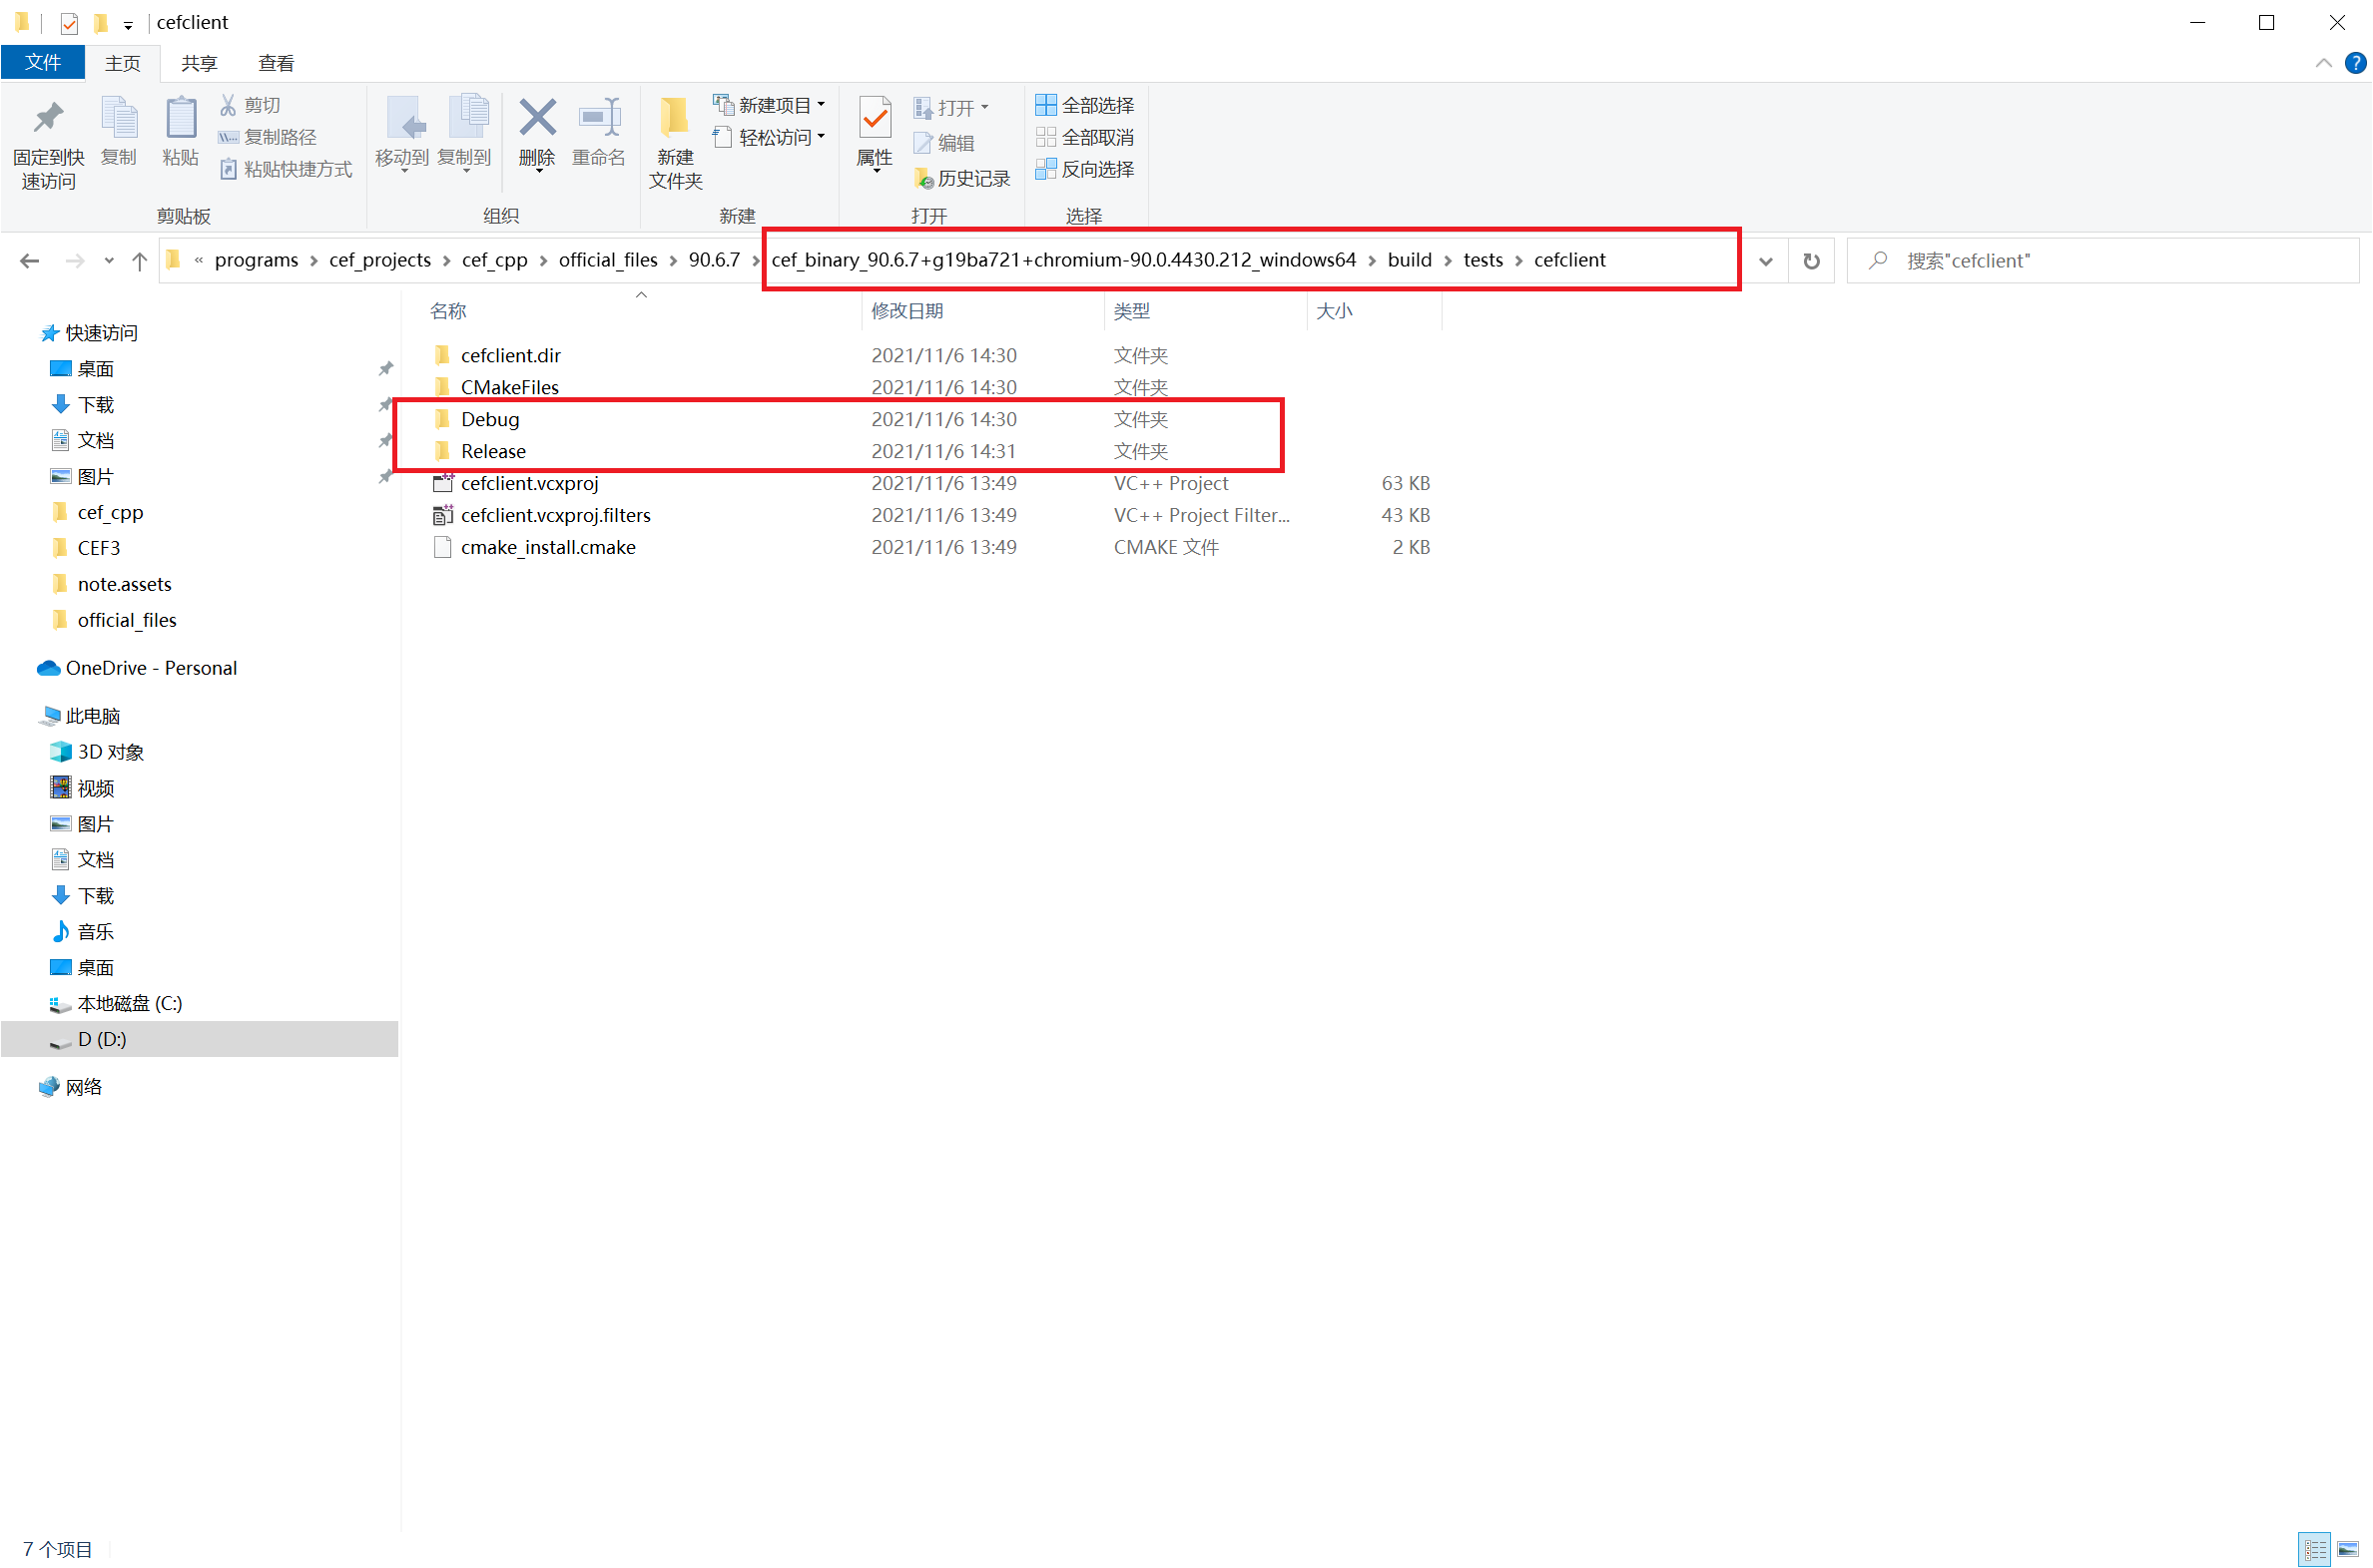 cefclient
文件 主页 共享 查看
固定到快速访问 复制 粘贴 剪切 复制路径 粘贴快捷方式 移动到 复制到 删除 重命名 新建文件夹 新建项目 轻松访问 属性 打开 编辑 历史记录 全部选择 全部取消 反向选择
剪贴板 组织 新建 打开 选择
« programs › cef_projects › cef_cpp › official_files › 90.6.7 › cef_binary_90.6.7+g19ba721+chromium-90.0.4430.212_windows64 › build › tests › cefclient 搜索"cefclient"
名称 修改日期 类型 大小
cefclient.dir 2021/11/6 14:30 文件夹
CMakeFiles 2021/11/6 14:30 文件夹
Debug 2021/11/6 14:30 文件夹
Release 2021/11/6 14:31 文件夹
cefclient.vcxproj 2021/11/6 13:49 VC++ Project 63 KB
cefclient.vcxproj.filters 2021/11/6 13:49 VC++ Project Filter... 43 KB
cmake_install.cmake 2021/11/6 13:49 CMAKE 文件 2 KB
快速访问
桌面
下载
文档
图片
cef_cpp
CEF3
note.assets
official_files
OneDrive - Personal
此电脑
3D 对象
视频
图片
文档
下载
音乐
桌面
本地磁盘 (C:)
D (D:)
网络
7 个项目